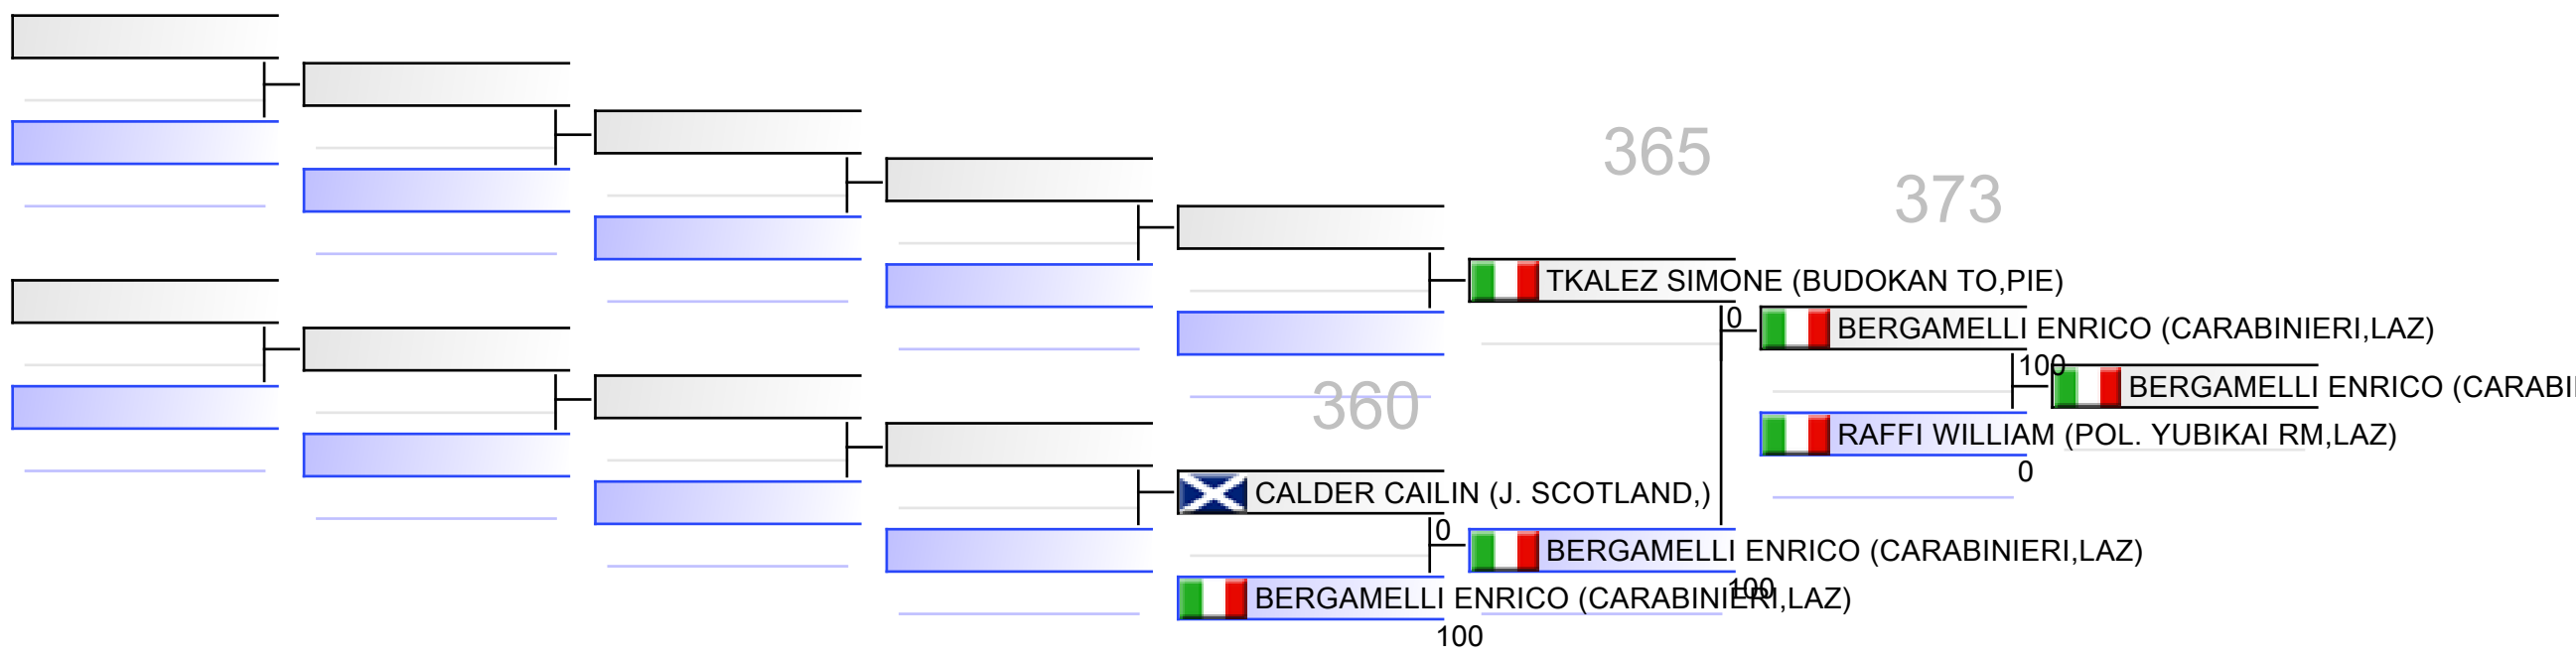 365
373
TKALEZ SIMONE (BUDOKAN TO,PIE)
0
BERGAMELLI ENRICO (CARABINIERI,LAZ)
100
BERGAMELLI ENRICO (CARABI
360
RAFFI WILLIAM (POL. YUBIKAI RM,LAZ)
0
CALDER CAILIN (J. SCOTLAND,)
0
BERGAMELLI ENRICO (CARABINIERI,LAZ)
100
BERGAMELLI ENRICO (CARABINIERI,LAZ)
100